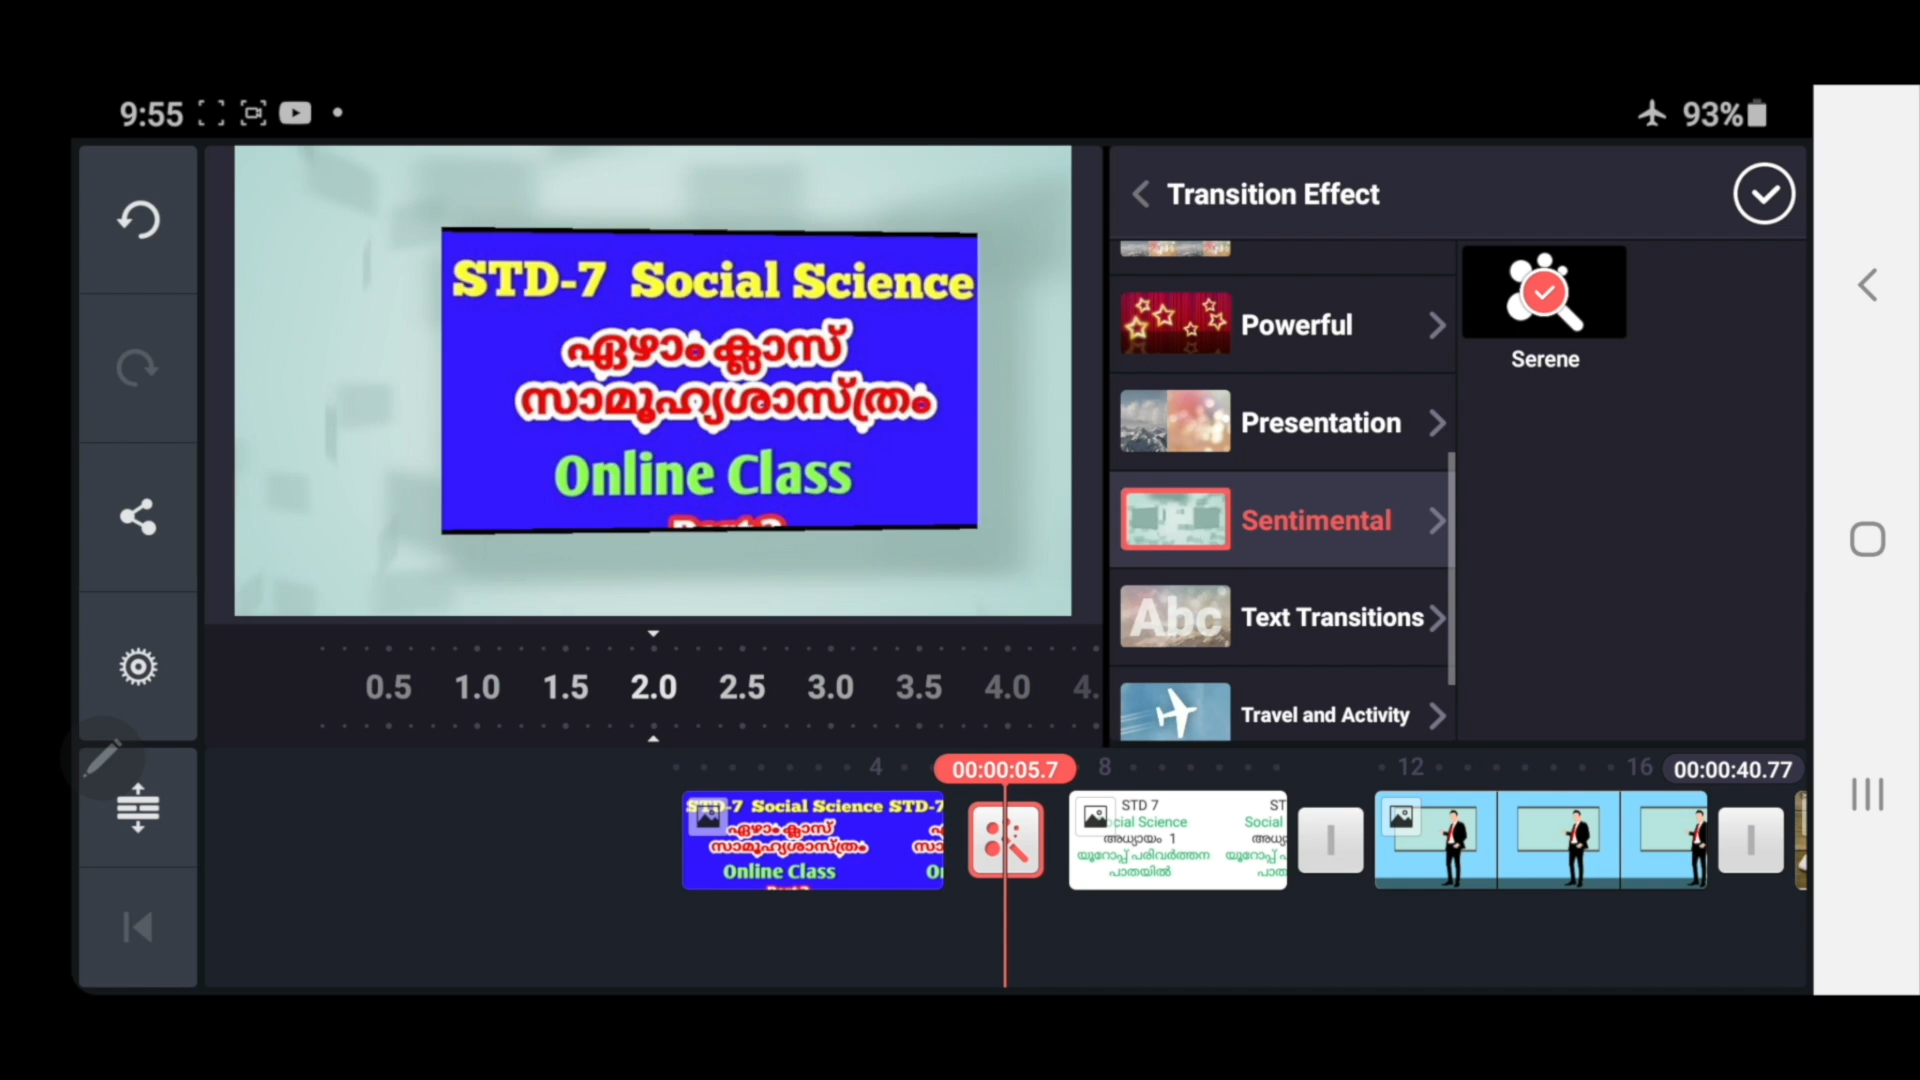 9:55
93%
STD-7 Social Science
ഏഴാം ക്ലാസ്
സാമൂഹ്യശാസ്ത്രം
Online Class
Transition Effect
Powerful
Presentation
Sentimental
Abc
Text Transitions
Travel and Activity
Serene
0.5 1.0 1.5 2.0 2.5 3.0 3.5 4.0 4.
4
00:00:05.7
8
12
16
00:00:40.77
STD-7 Social Science STD-7
ഏഴാം ക്ലാസ്
സാമൂഹ്യശാസ്ത്രം
Online Class
STD 7
cial Science
അധ്യായം 1
യൂറോപ്പ് പരിവർത്തന
പാതയിൽ
ST
Social